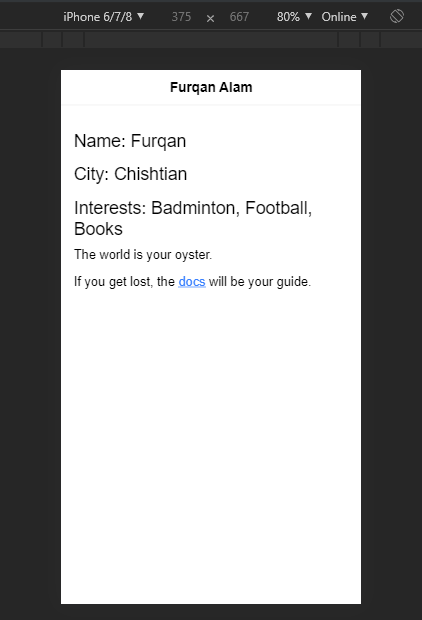 iPhone 6/7/8 ▼ 375 × 667 80% ▼ Online ▼
Furqan Alam
Name: Furqan
City: Chishtian
Interests: Badminton, Football,
Books
The world is your oyster.
If you get lost, the docs will be your guide.